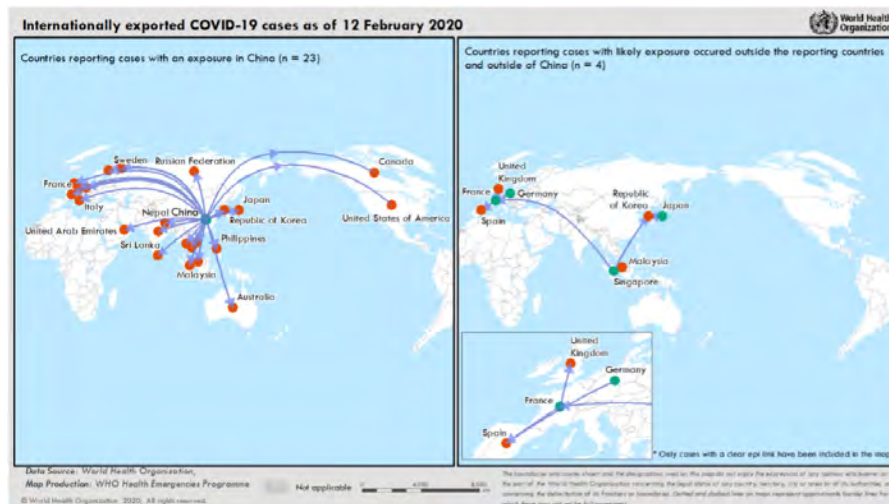 Internationally exported COVID-19 cases as of 12 February 2020
World Health
Organization
Countries reporting cases with an exposure in China (n = 23)
Sweden
Russian Federation
Canada
France
Italy
Japan
Nepal
China
Republic of Korea
United States of America
United Arab Emirates
Sri Lanka
Philippines
Malaysia
Australia
Countries reporting cases with likely exposure occured outside the reporting countries
and outside of China (n = 4)
United
Kingdom
France
Germany
Republic
of Korea
Japan
Spain
Malaysia
Singapore
United
Kingdom
Germany
France
Spain
* Only cases with a clear epi link have been included in the map
Data Source: World Health Organization,
Map Production: WHO Health Emergencies Programme
Not applicable
© World Health Organization 2020, All rights reserved.